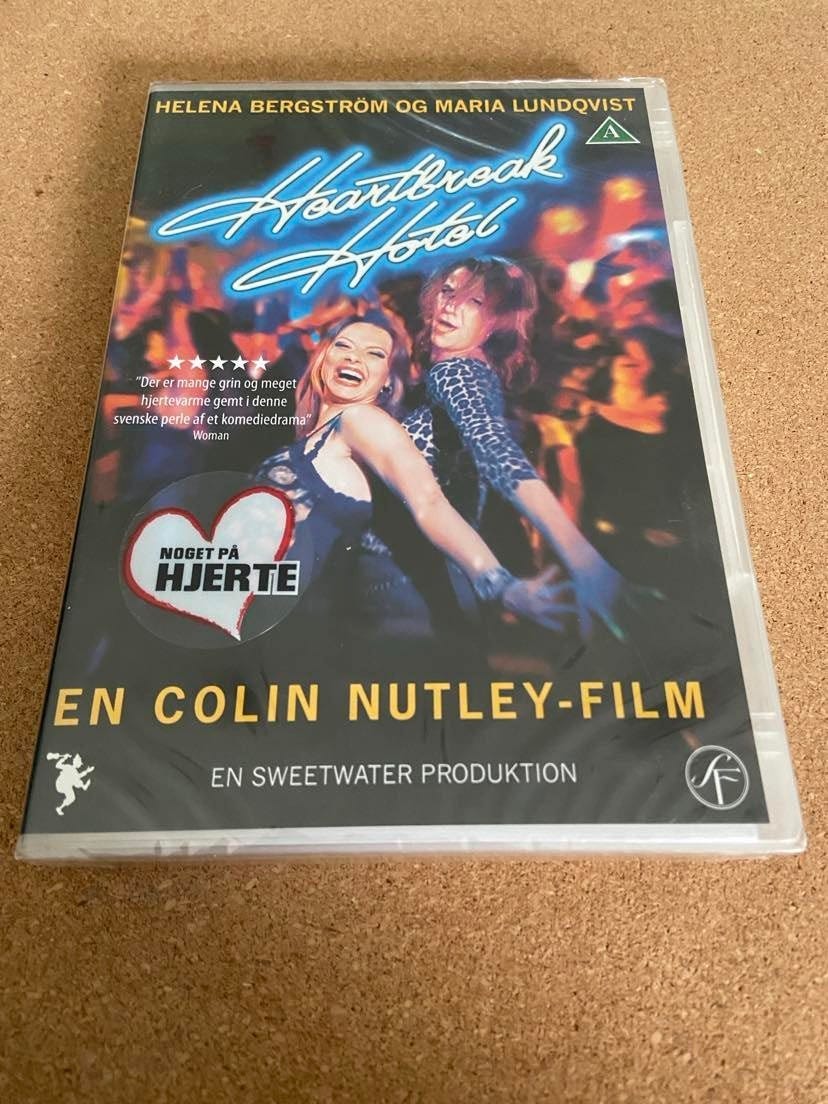 HELENA BERGSTRÖM OG MARIA LUNDQVIST
A
Heartbreak
Hotel
"Der er mange grin og meget
hjertevarme gemt i denne
svenske perle af et komediedrama"
Woman
NOGET PÅ
HJERTE
EN COLIN NUTLEY-FILM
EN SWEETWATER PRODUKTION
SF